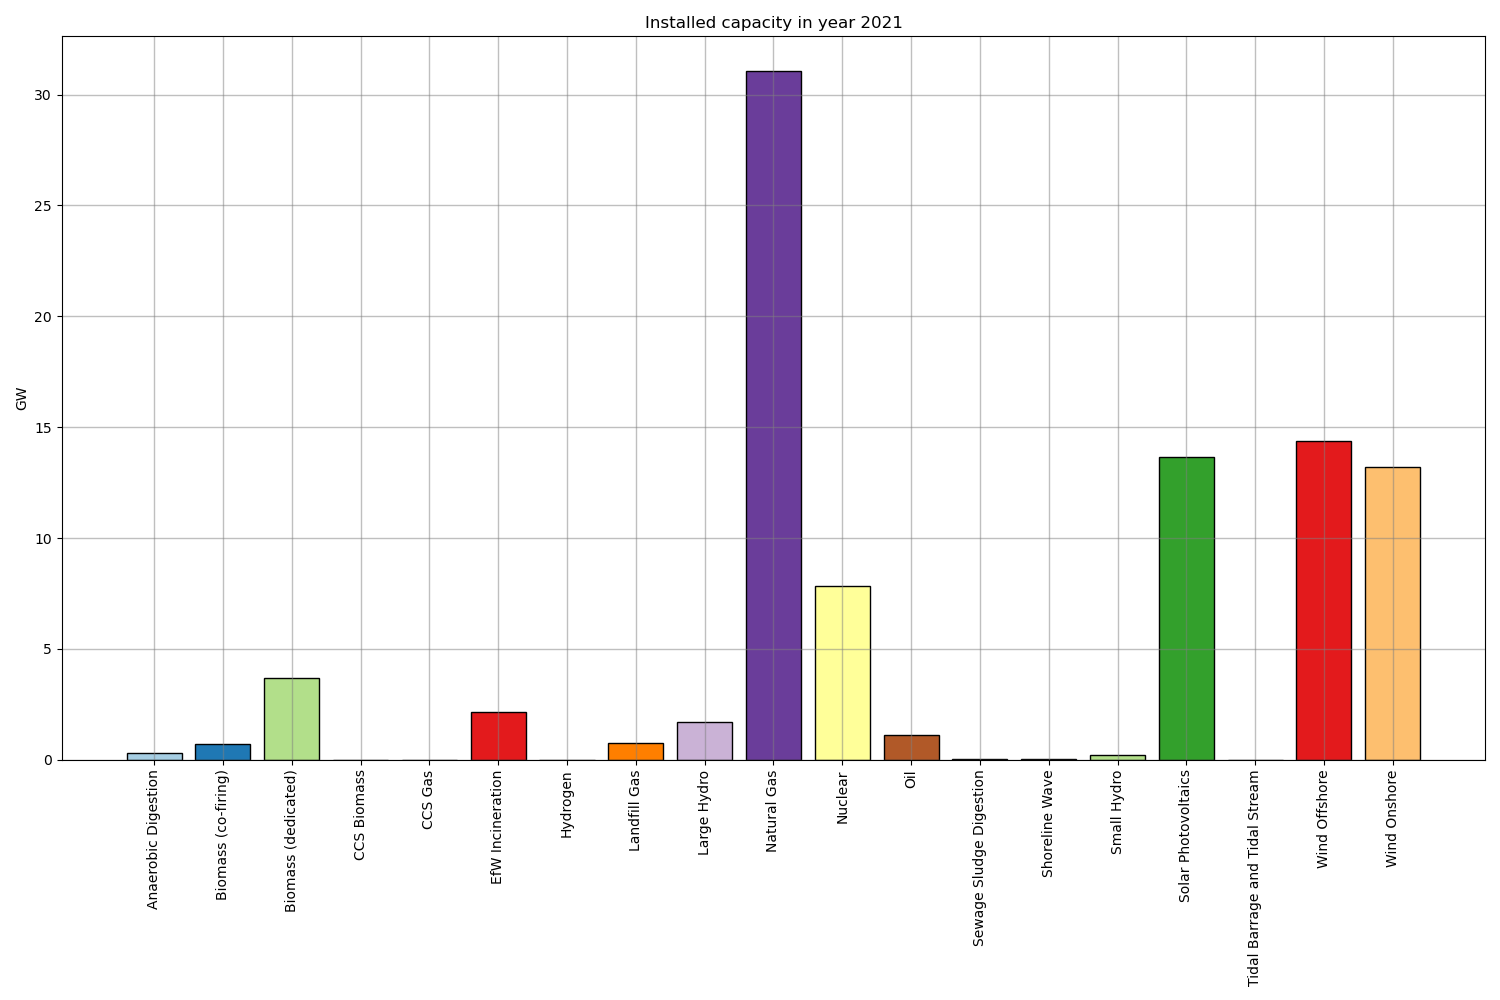 Installed capacity in year 2021
GW
30
25
20
15
10
5
0
Anaerobic Digestion
Biomass (co-firing)
Biomass (dedicated)
CCS Biomass
CCS Gas
EfW Incineration
Hydrogen
Landfill Gas
Large Hydro
Natural Gas
Nuclear
Oil
Sewage Sludge Digestion
Shoreline Wave
Small Hydro
Solar Photovoltaics
Tidal Barrage and Tidal Stream
Wind Offshore
Wind Onshore